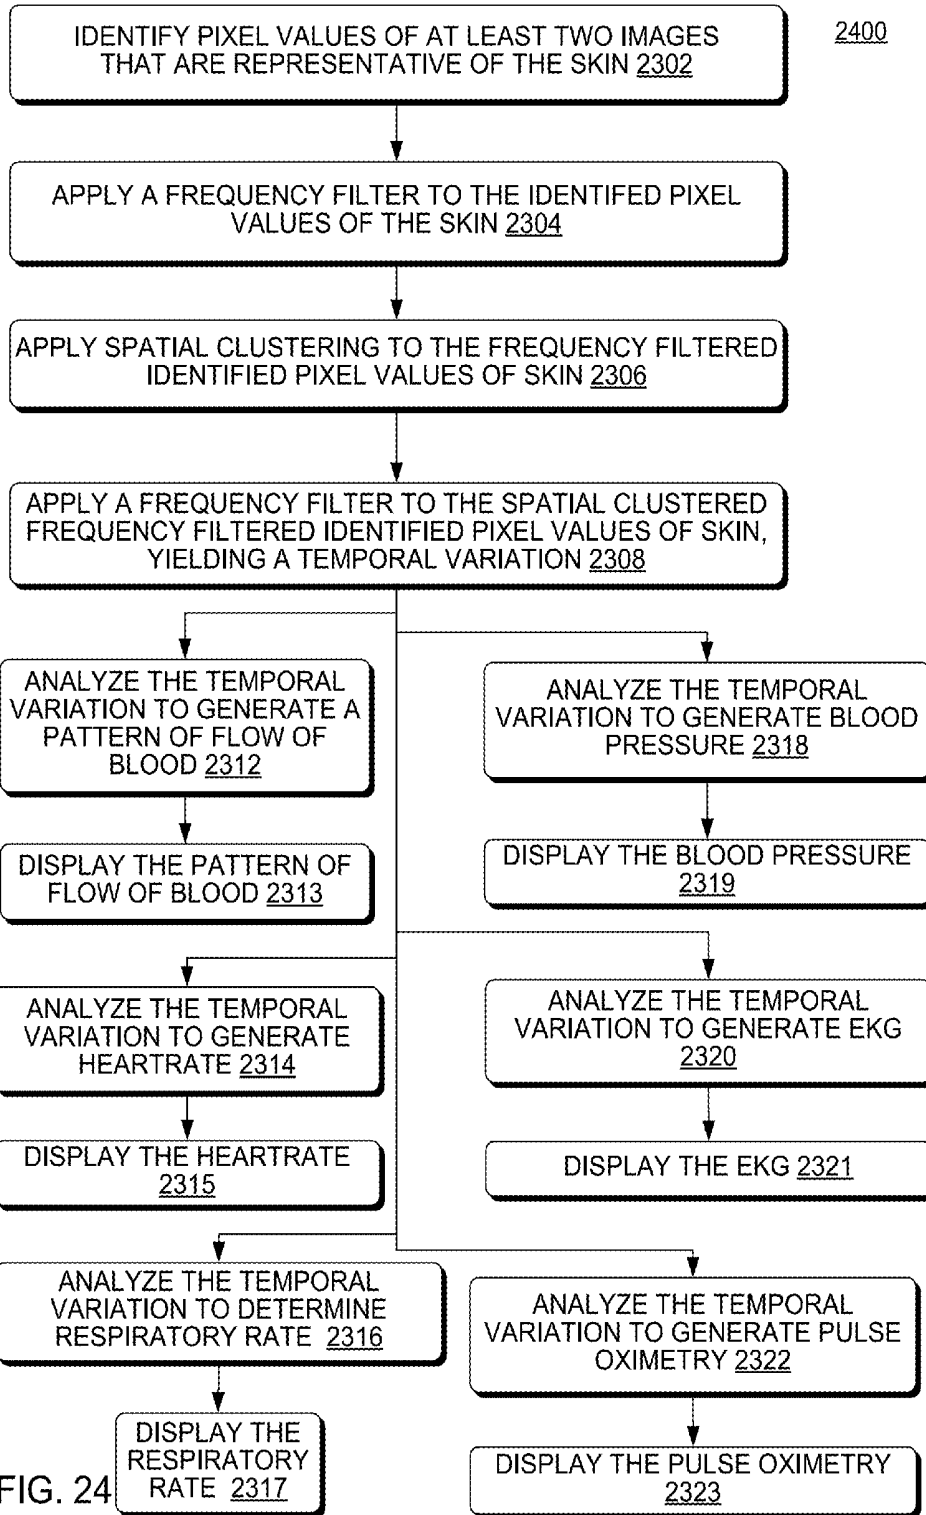 IDENTIFY PIXEL VALUES OF AT LEAST TWO IMAGES
THAT ARE REPRESENTATIVE OF THE SKIN 2302
2400
APPLY A FREQUENCY FILTER TO THE IDENTIFED PIXEL
VALUES OF THE SKIN 2304
APPLY SPATIAL CLUSTERING TO THE FREQUENCY FILTERED
IDENTIFIED PIXEL VALUES OF SKIN 2306
APPLY A FREQUENCY FILTER TO THE SPATIAL CLUSTERED
FREQUENCY FILTERED IDENTIFIED PIXEL VALUES OF SKIN,
YIELDING A TEMPORAL VARIATION 2308
ANALYZE THE TEMPORAL
VARIATION TO GENERATE A
PATTERN OF FLOW OF
BLOOD 2312
ANALYZE THE TEMPORAL
VARIATION TO GENERATE BLOOD
PRESSURE 2318
DISPLAY THE PATTERN OF
FLOW OF BLOOD 2313
DISPLAY THE BLOOD PRESSURE
2319
ANALYZE THE TEMPORAL
VARIATION TO GENERATE
HEARTRATE 2314
ANALYZE THE TEMPORAL
VARIATION TO GENERATE EKG
2320
DISPLAY THE HEARTRATE
2315
DISPLAY THE EKG 2321
ANALYZE THE TEMPORAL
VARIATION TO DETERMINE
RESPIRATORY RATE 2316
ANALYZE THE TEMPORAL
VARIATION TO GENERATE PULSE
OXIMETRY 2322
DISPLAY THE
RESPIRATORY
RATE 2317
DISPLAY THE PULSE OXIMETRY
2323
FIG. 24